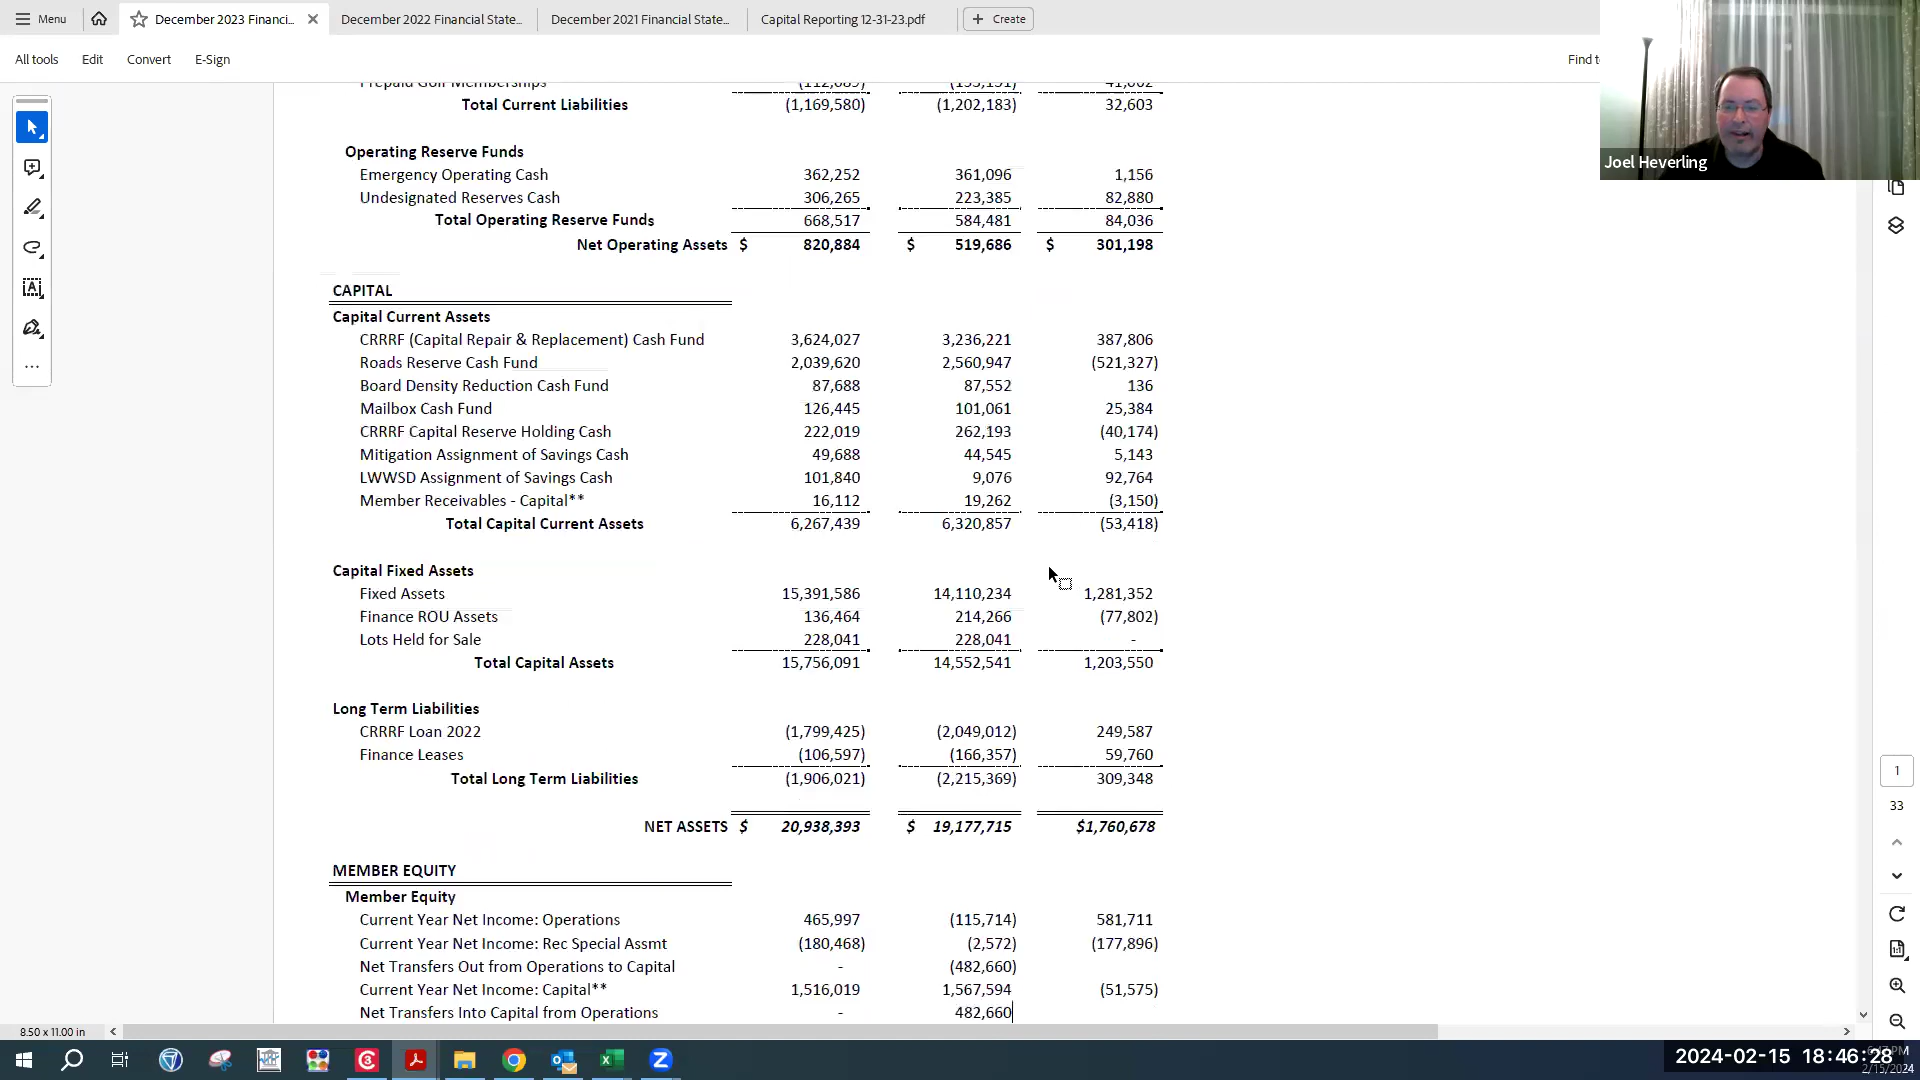 Menu December 2023 Financi... December 2022 Financial State... December 2021 Financial State... Capital Reporting 12-31-23.pdf Create
All tools Edit Convert E-Sign Find t
Total Current Liabilities (1,169,580) (1,202,183) 32,603
Operating Reserve Funds
Emergency Operating Cash 362,252 361,096 1,156
Undesignated Reserves Cash 306,265 223,385 82,880
Total Operating Reserve Funds 668,517 584,481 84,036
Net Operating Assets $ 820,884 $ 519,686 $ 301,198
CAPITAL
Capital Current Assets
CRRRF (Capital Repair & Replacement) Cash Fund 3,624,027 3,236,221 387,806
Roads Reserve Cash Fund 2,039,620 2,560,947 (521,327)
Board Density Reduction Cash Fund 87,688 87,552 136
Mailbox Cash Fund 126,445 101,061 25,384
CRRRF Capital Reserve Holding Cash 222,019 262,193 (40,174)
Mitigation Assignment of Savings Cash 49,688 44,545 5,143
LWWSD Assignment of Savings Cash 101,840 9,076 92,764
Member Receivables - Capital** 16,112 19,262 (3,150)
Total Capital Current Assets 6,267,439 6,320,857 (53,418)
Capital Fixed Assets
Fixed Assets 15,391,586 14,110,234 1,281,352
Finance ROU Assets 136,464 214,266 (77,802)
Lots Held for Sale 228,041 228,041 -
Total Capital Assets 15,756,091 14,552,541 1,203,550
Long Term Liabilities
CRRRF Loan 2022 (1,799,425) (2,049,012) 249,587
Finance Leases (106,597) (166,357) 59,760
Total Long Term Liabilities (1,906,021) (2,215,369) 309,348
NET ASSETS $ 20,938,393 $ 19,177,715 $1,760,678
MEMBER EQUITY
Member Equity
Current Year Net Income: Operations 465,997 (115,714) 581,711
Current Year Net Income: Rec Special Assmt (180,468) (2,572) (177,896)
Net Transfers Out from Operations to Capital - (482,660)
Current Year Net Income: Capital** 1,516,019 1,567,594 (51,575)
Net Transfers Into Capital from Operations - 482,660
Joel Heverling
1
33
8.50 x 11.00 in
2024-02-15 18:46:28
2/15/2024